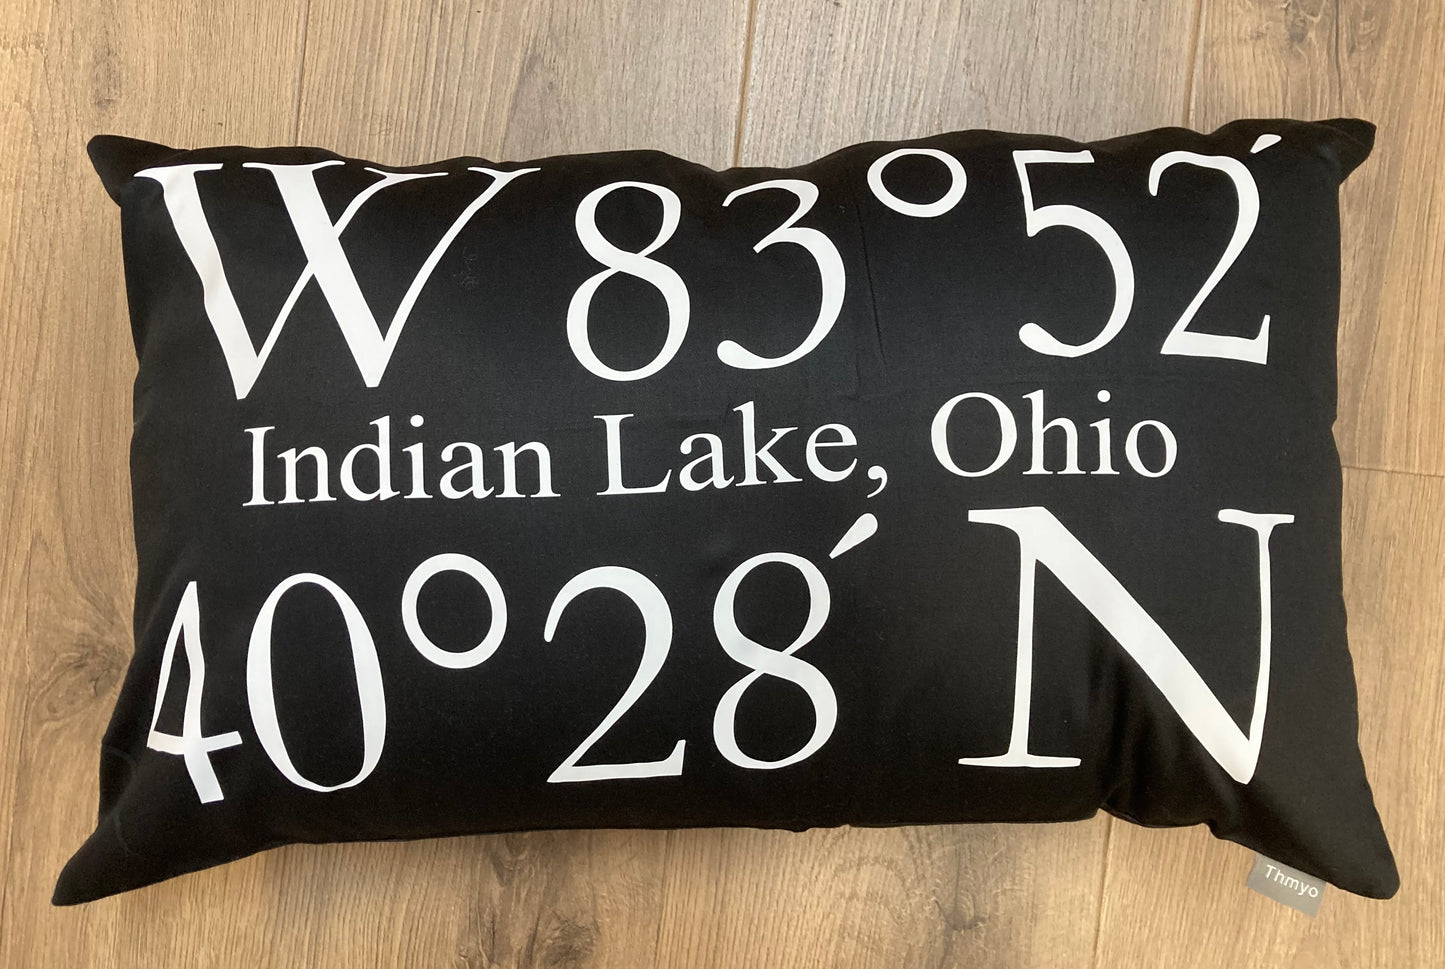 W 83°52′
Indian Lake, Ohio
40°28′ N
Thmyo